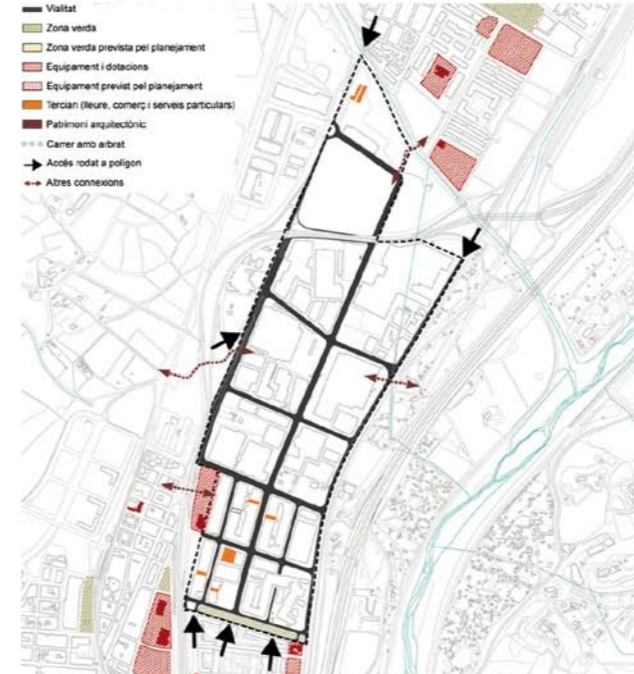 Vialitat
Zona verda
Zona verda prevista pel planejament
Equipament i dotacions
Equipament previst pel planejament
Terciari (lleure, comerç i serveis particulars)
Patrimoni arquitectònic
Carrer amb arbrat
Accés rodat a polígon
Altres connexions